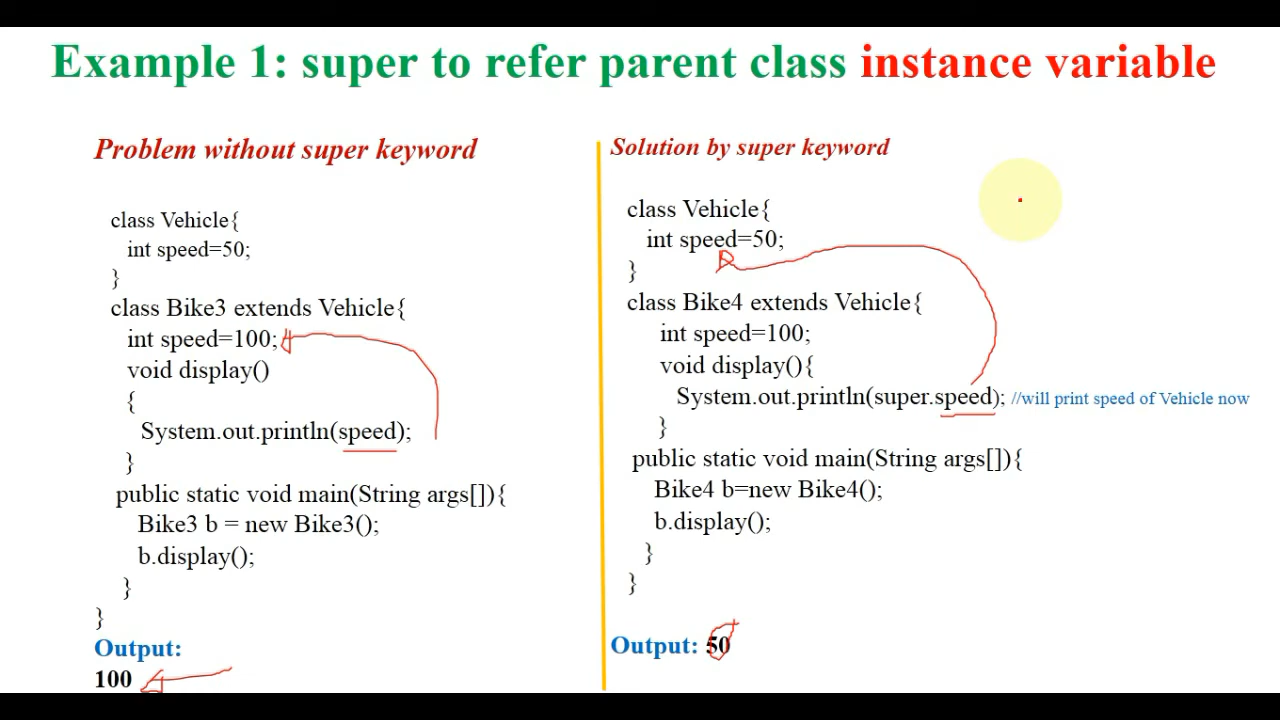 Example 1: super to refer parent class instance variable
Problem without super keyword
class Vehicle{
int speed=50;
}
class Bike3 extends Vehicle{
int speed=100;
void display()
{
System.out.println(speed);
}
public static void main(String args[]){
Bike3 b = new Bike3();
b.display();
}
}
Output:
100
Solution by super keyword
class Vehicle{
int speed=50;
}
class Bike4 extends Vehicle{
int speed=100;
void display(){
System.out.println(super.speed); //will print speed of Vehicle now
}
public static void main(String args[]){
Bike4 b=new Bike4();
b.display();
}
}
Output: 50